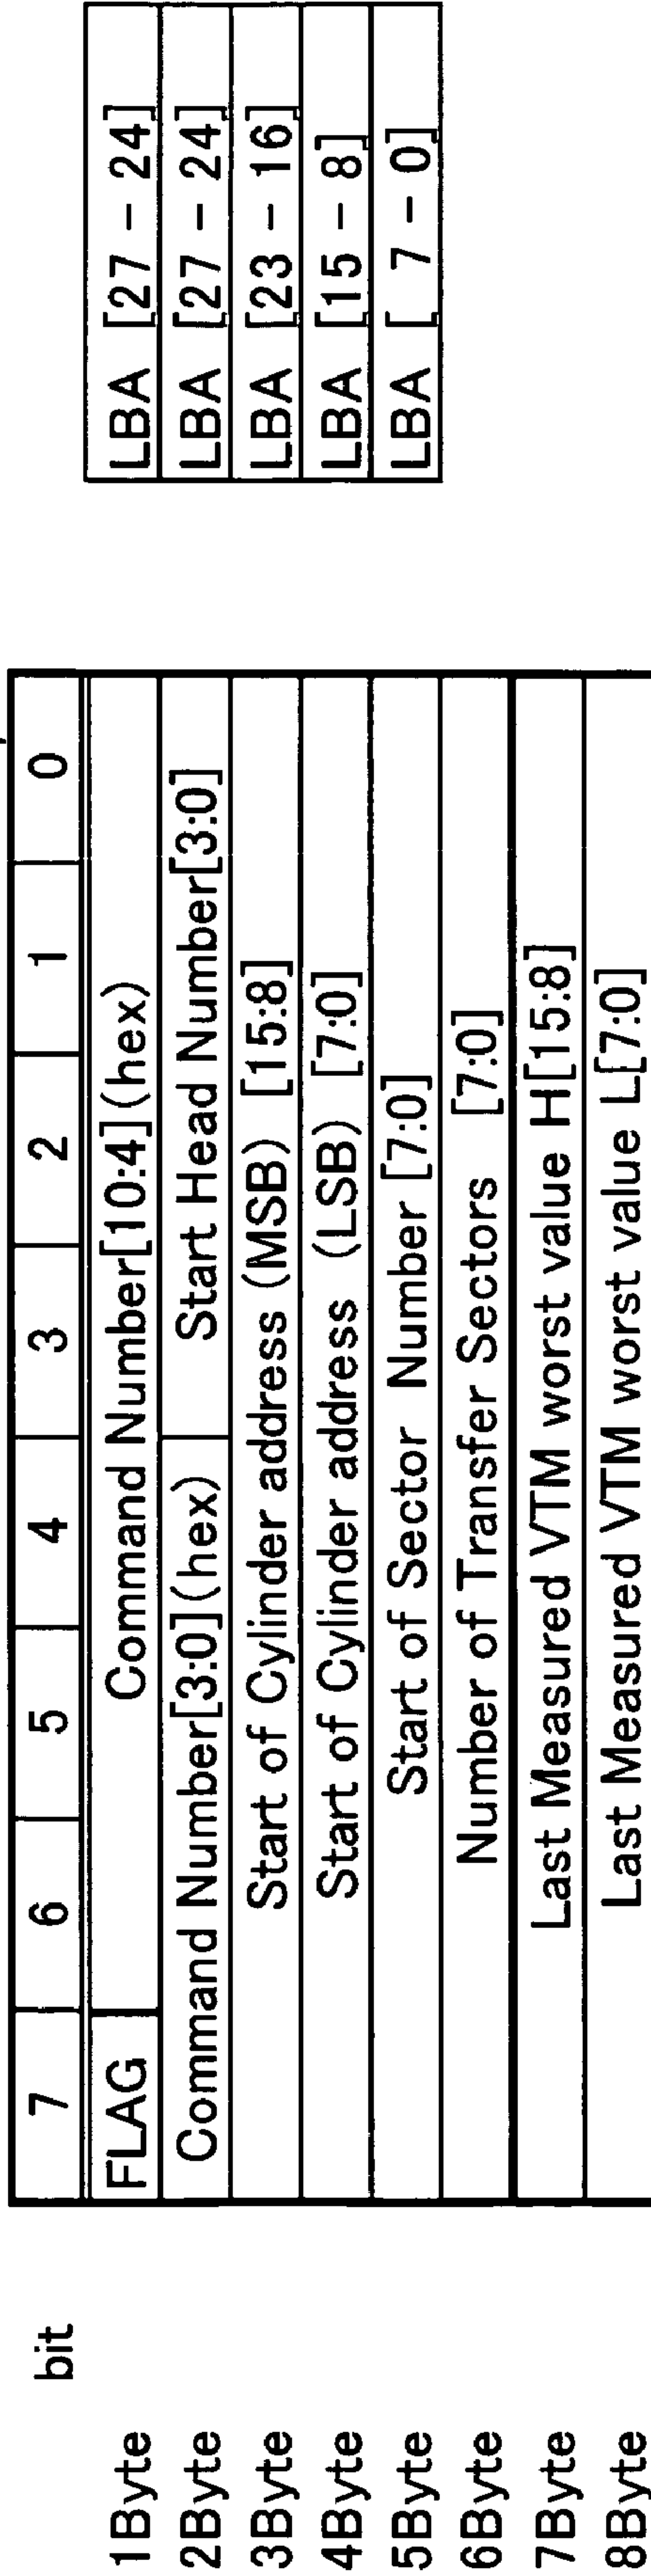 bit 7 6 5 4 3 2 1 0
1Byte FLAG Command Number[10:4](hex) LBA [27 - 24]
2Byte Command Number[3:0](hex) Start Head Number[3:0] LBA [27 - 24]
3Byte Start of Cylinder address (MSB) [15:8] LBA [23 - 16]
4Byte Start of Cylinder address (LSB) [7:0] LBA [15 - 8]
5Byte Start of Sector Number [7:0] LBA [ 7 - 0]
6Byte Number of Transfer Sectors [7:0]
7Byte Last Measured VTM worst value H[15:8]
8Byte Last Measured VTM worst value L[7:0]